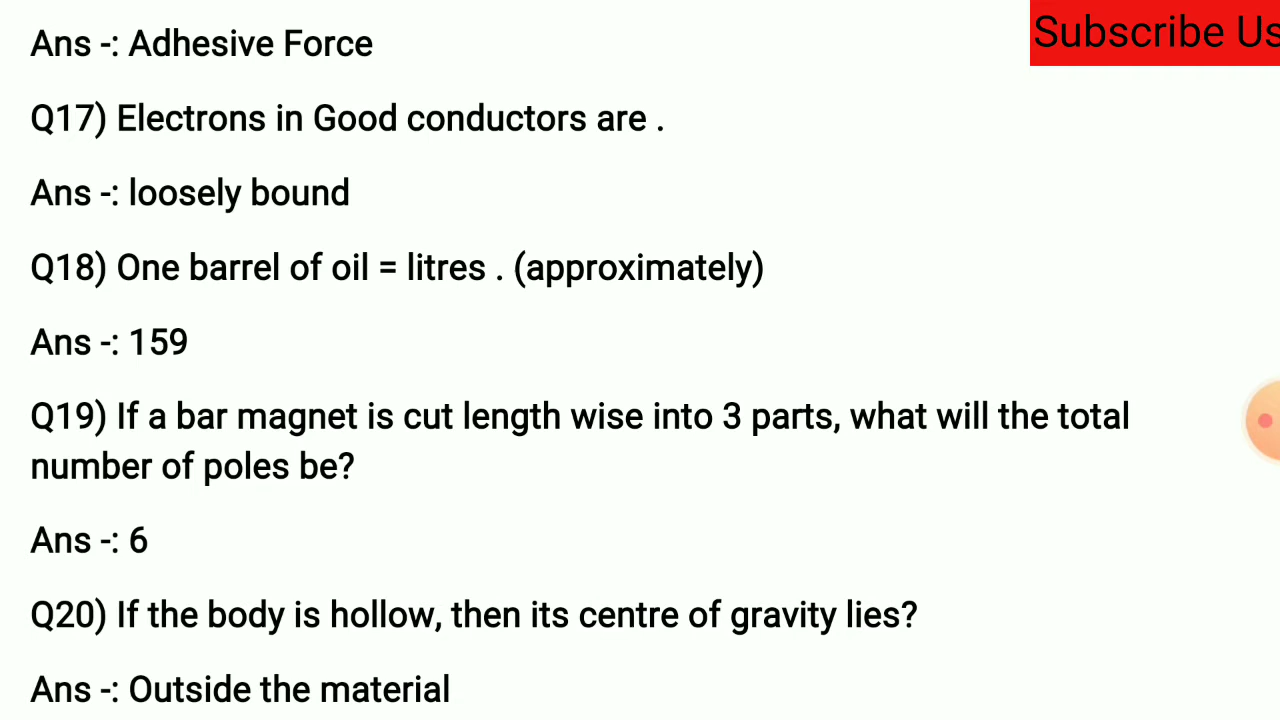 Subscribe Us
Ans -: Adhesive Force
Q17) Electrons in Good conductors are .
Ans -: loosely bound
Q18) One barrel of oil = litres . (approximately)
Ans -: 159
Q19) If a bar magnet is cut length wise into 3 parts, what will the total
number of poles be?
Ans -: 6
Q20) If the body is hollow, then its centre of gravity lies?
Ans -: Outside the material